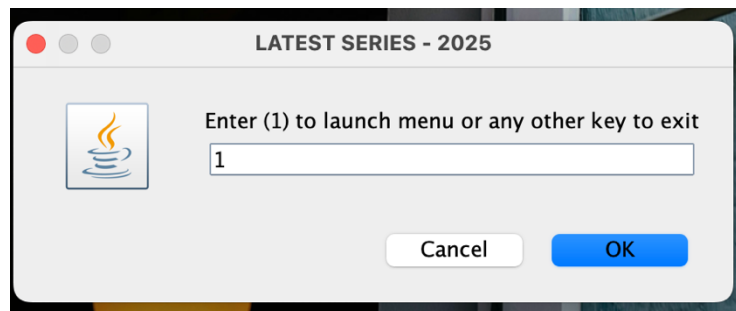 LATEST SERIES - 2025
Enter (1) to launch menu or any other key to exit
1
Cancel
OK